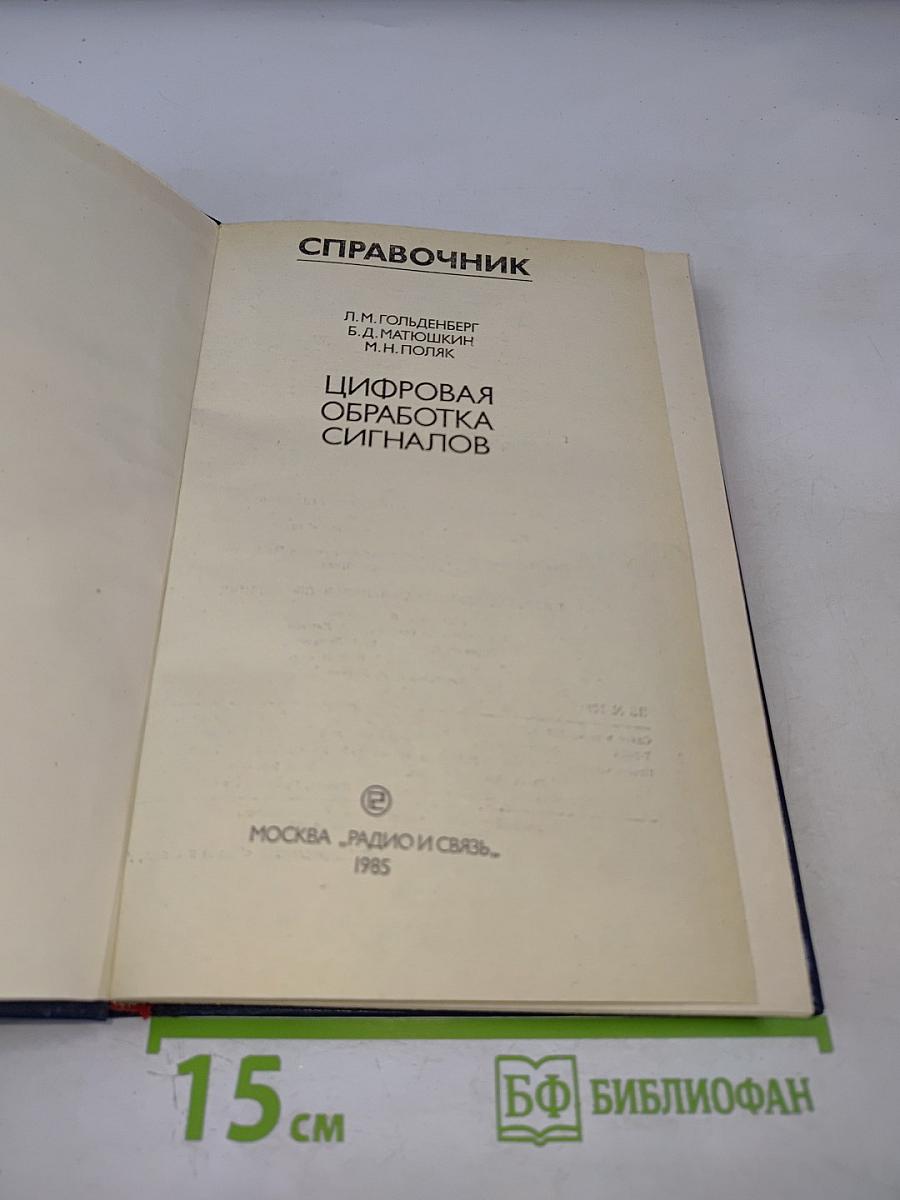 СПРАВОЧНИК
Л.М.ГОЛЬДЕНБЕРГ
Б.Д.МАТЮШКИН
М.Н.ПОЛЯК
ЦИФРОВАЯ
ОБРАБОТКА
СИГНАЛОВ
МОСКВА „РАДИО И СВЯЗЬ„
1985
15 см
БФ БИБЛИОФАН